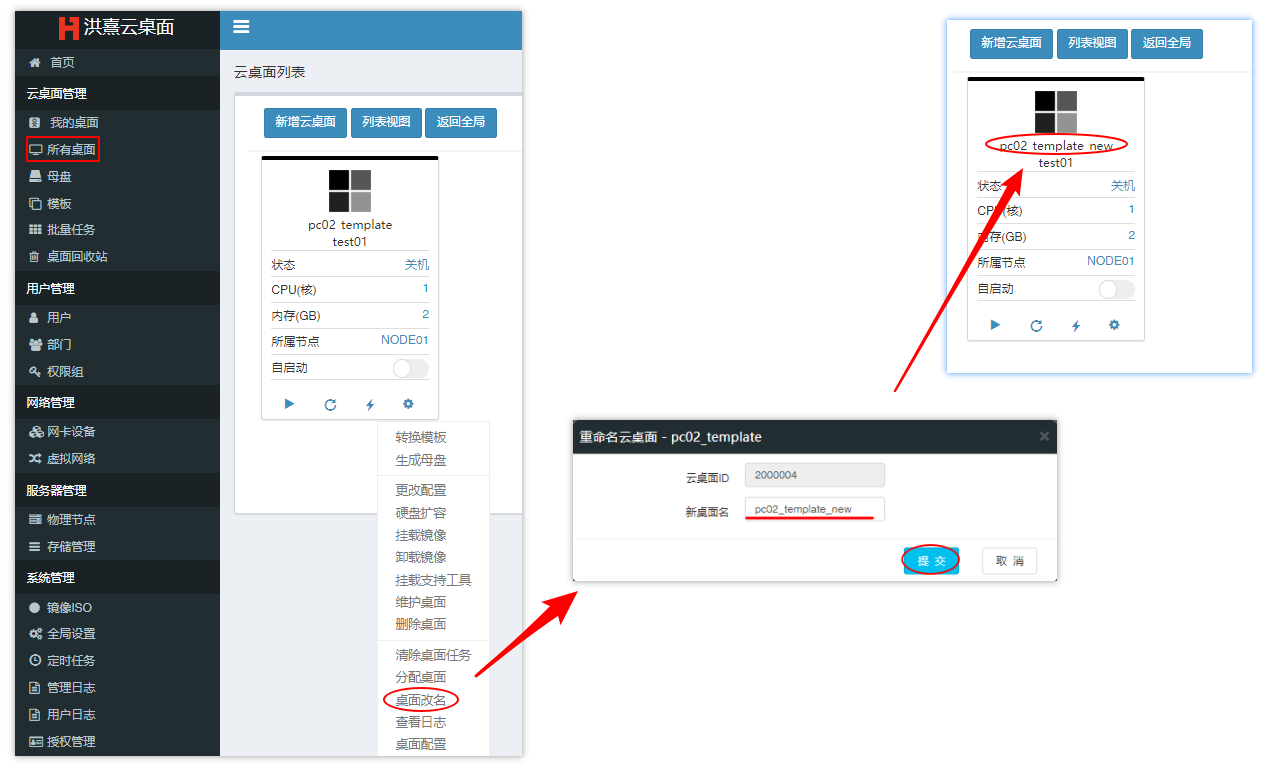 洪熹云桌面
首页
云桌面管理
我的桌面
所有桌面
母盘
模板
批量任务
桌面回收站
用户管理
用户
部门
权限组
网络管理
网卡设备
虚拟网络
服务器管理
物理节点
存储管理
系统管理
镜像ISO
全局设置
定时任务
管理日志
用户日志
授权管理
云桌面列表
新增云桌面 列表视图 返回全局
pc02_template
test01
状态 关机
CPU(核) 1
内存(GB) 2
所属节点 NODE01
自启动
转换模板
生成母盘
更改配置
硬盘扩容
挂载镜像
卸载镜像
挂载支持工具
维护桌面
删除桌面
清除桌面任务
分配桌面
桌面改名
查看日志
桌面配置
重命名云桌面 - pc02_template
云桌面ID 2000004
新桌面名 pc02_template_new
提 交 取 消
新增云桌面 列表视图 返回全局
pc02_template_new
test01
状态 关机
CPU(核) 1
内存(GB) 2
所属节点 NODE01
自启动